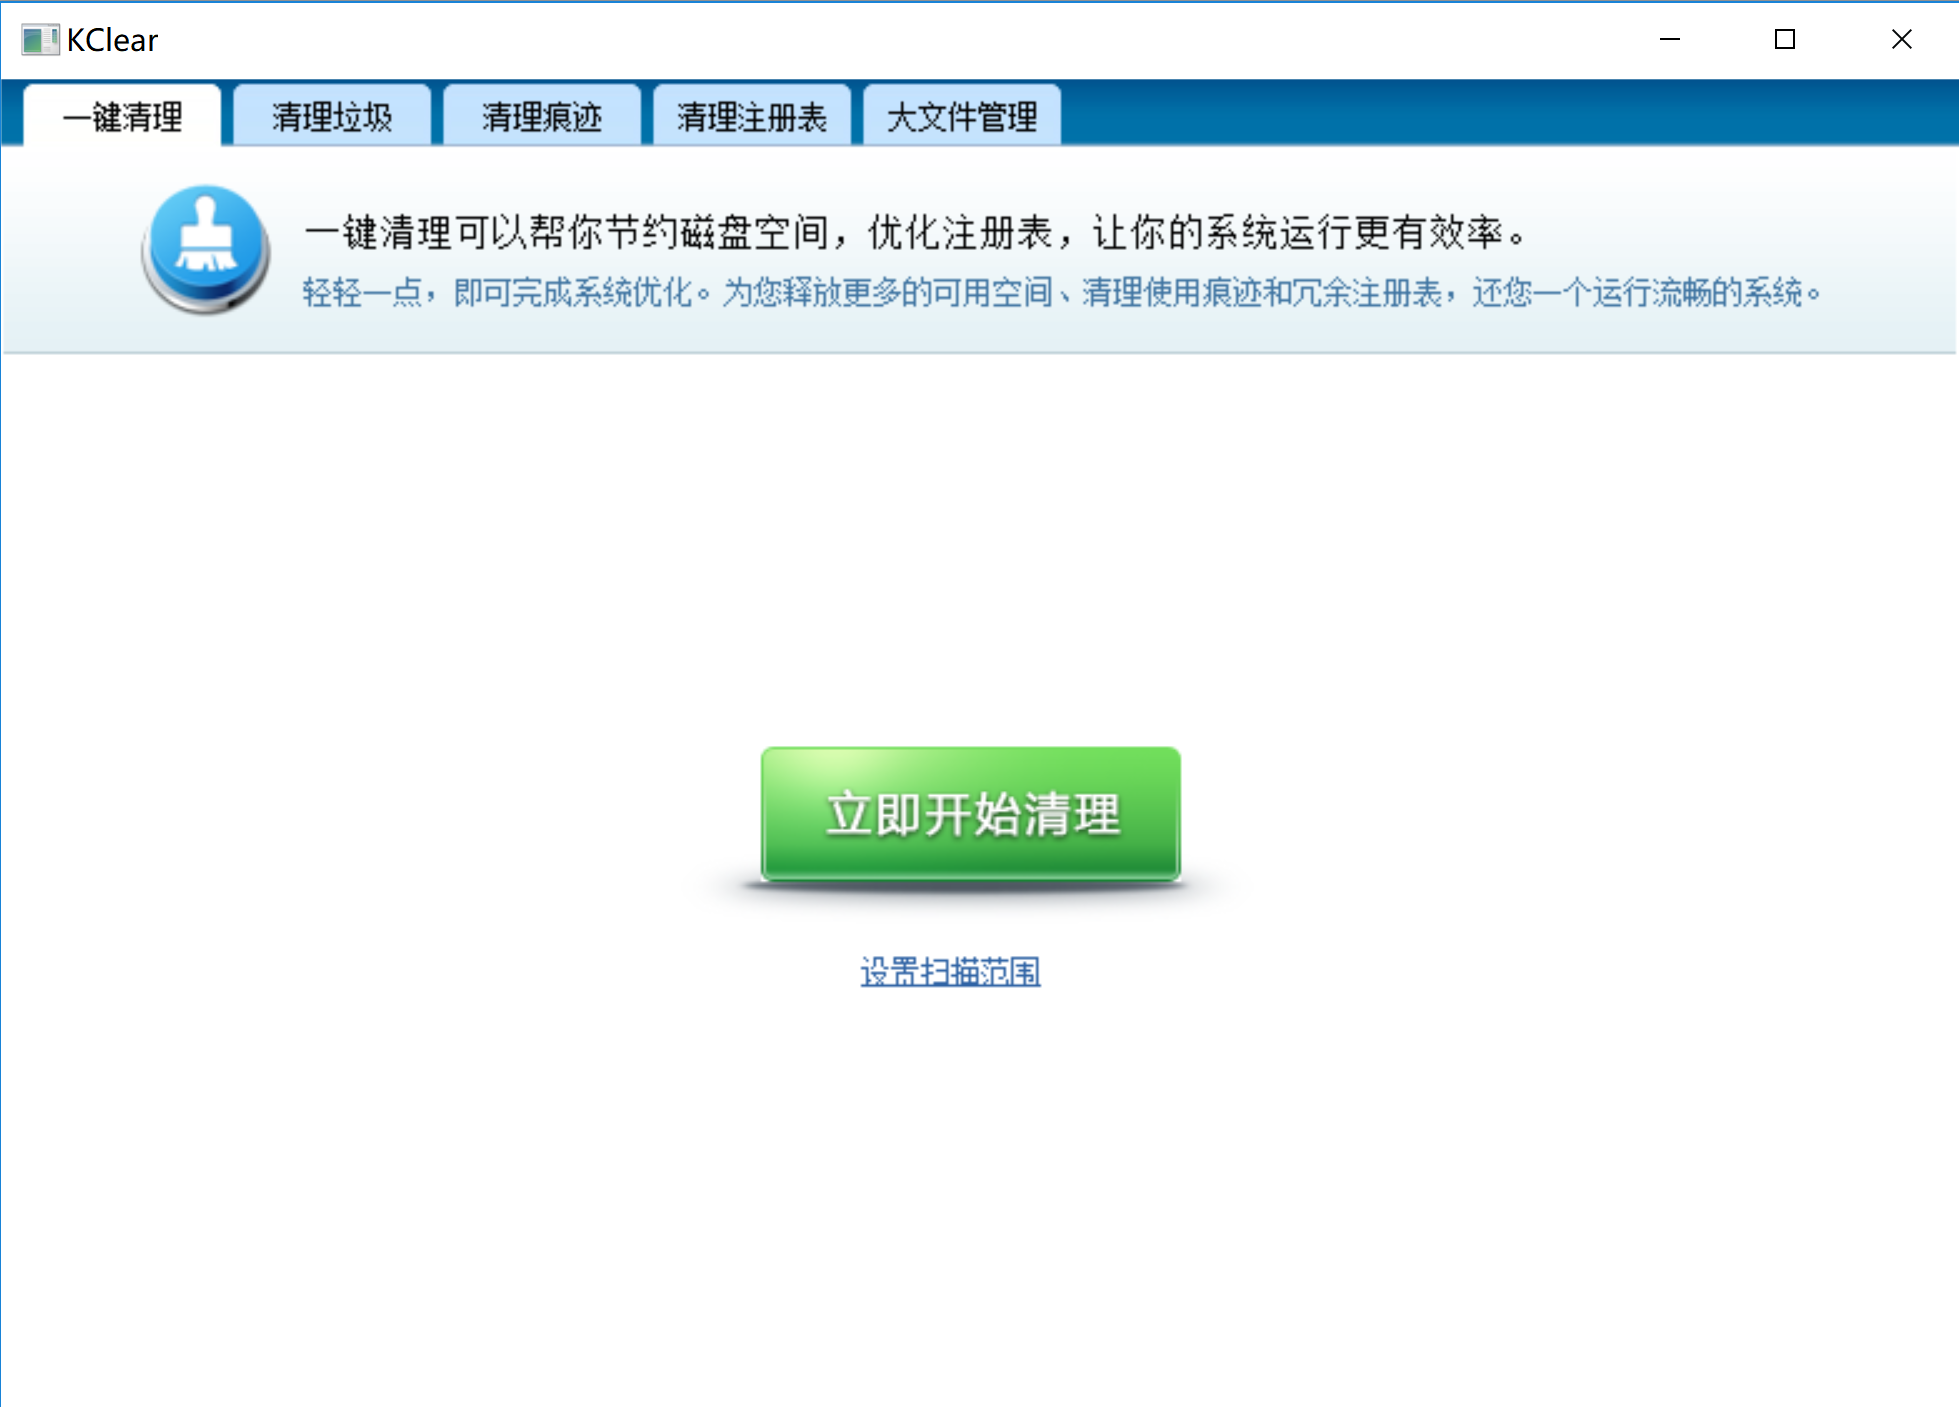 KClear
一键清理 清理垃圾 清理痕迹 清理注册表 大文件管理
一键清理可以帮你节约磁盘空间，优化注册表，让你的系统运行更有效率。
轻轻一点，即可完成系统优化。为您释放更多的可用空间、清理使用痕迹和冗余注册表，还您一个运行流畅的系统。
立即开始清理
设置扫描范围